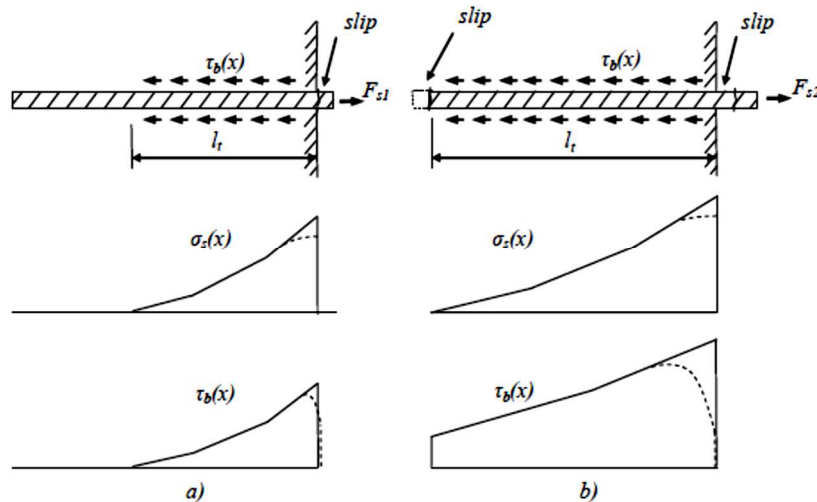 slip
τb(x)
Fs1
lt
σs(x)
τb(x)
a)
slip
slip
τb(x)
Fs2
lt
σs(x)
τb(x)
b)